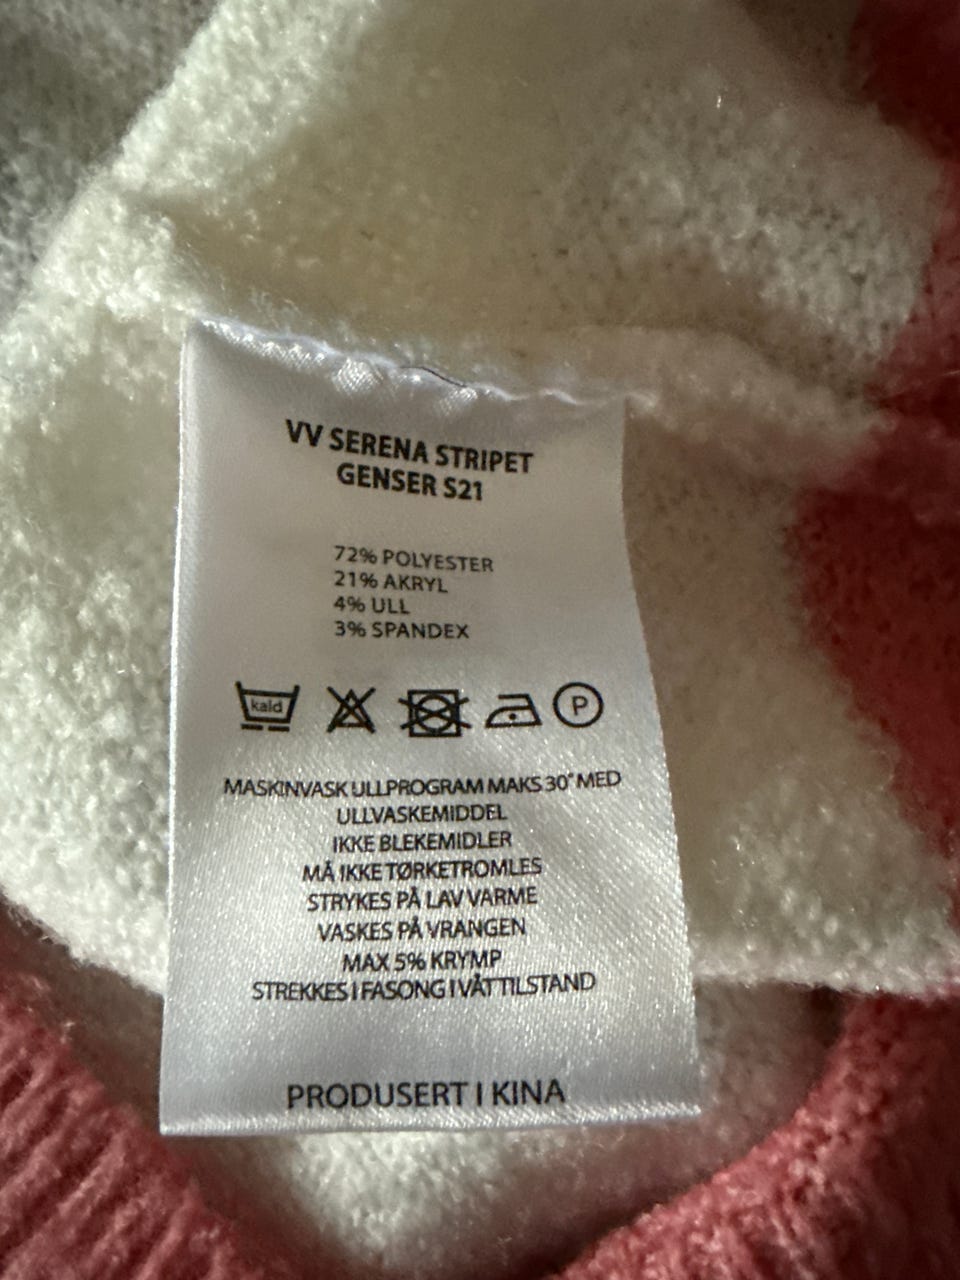 VV SERENA STRIPET
GENSER S21
72% POLYESTER
21% AKRYL
4% ULL
3% SPANDEX
kald P
MASKINVASK ULLPROGRAM MAKS 30° MED
ULLVASKEMIDDEL
IKKE BLEKEMIDLER
MÅ IKKE TØRKETROMLES
STRYKES PÅ LAV VARME
VASKES PÅ VRANGEN
MAX 5% KRYMP
STREKKES I FASONG I VÅT TILSTAND
PRODUSERT I KINA